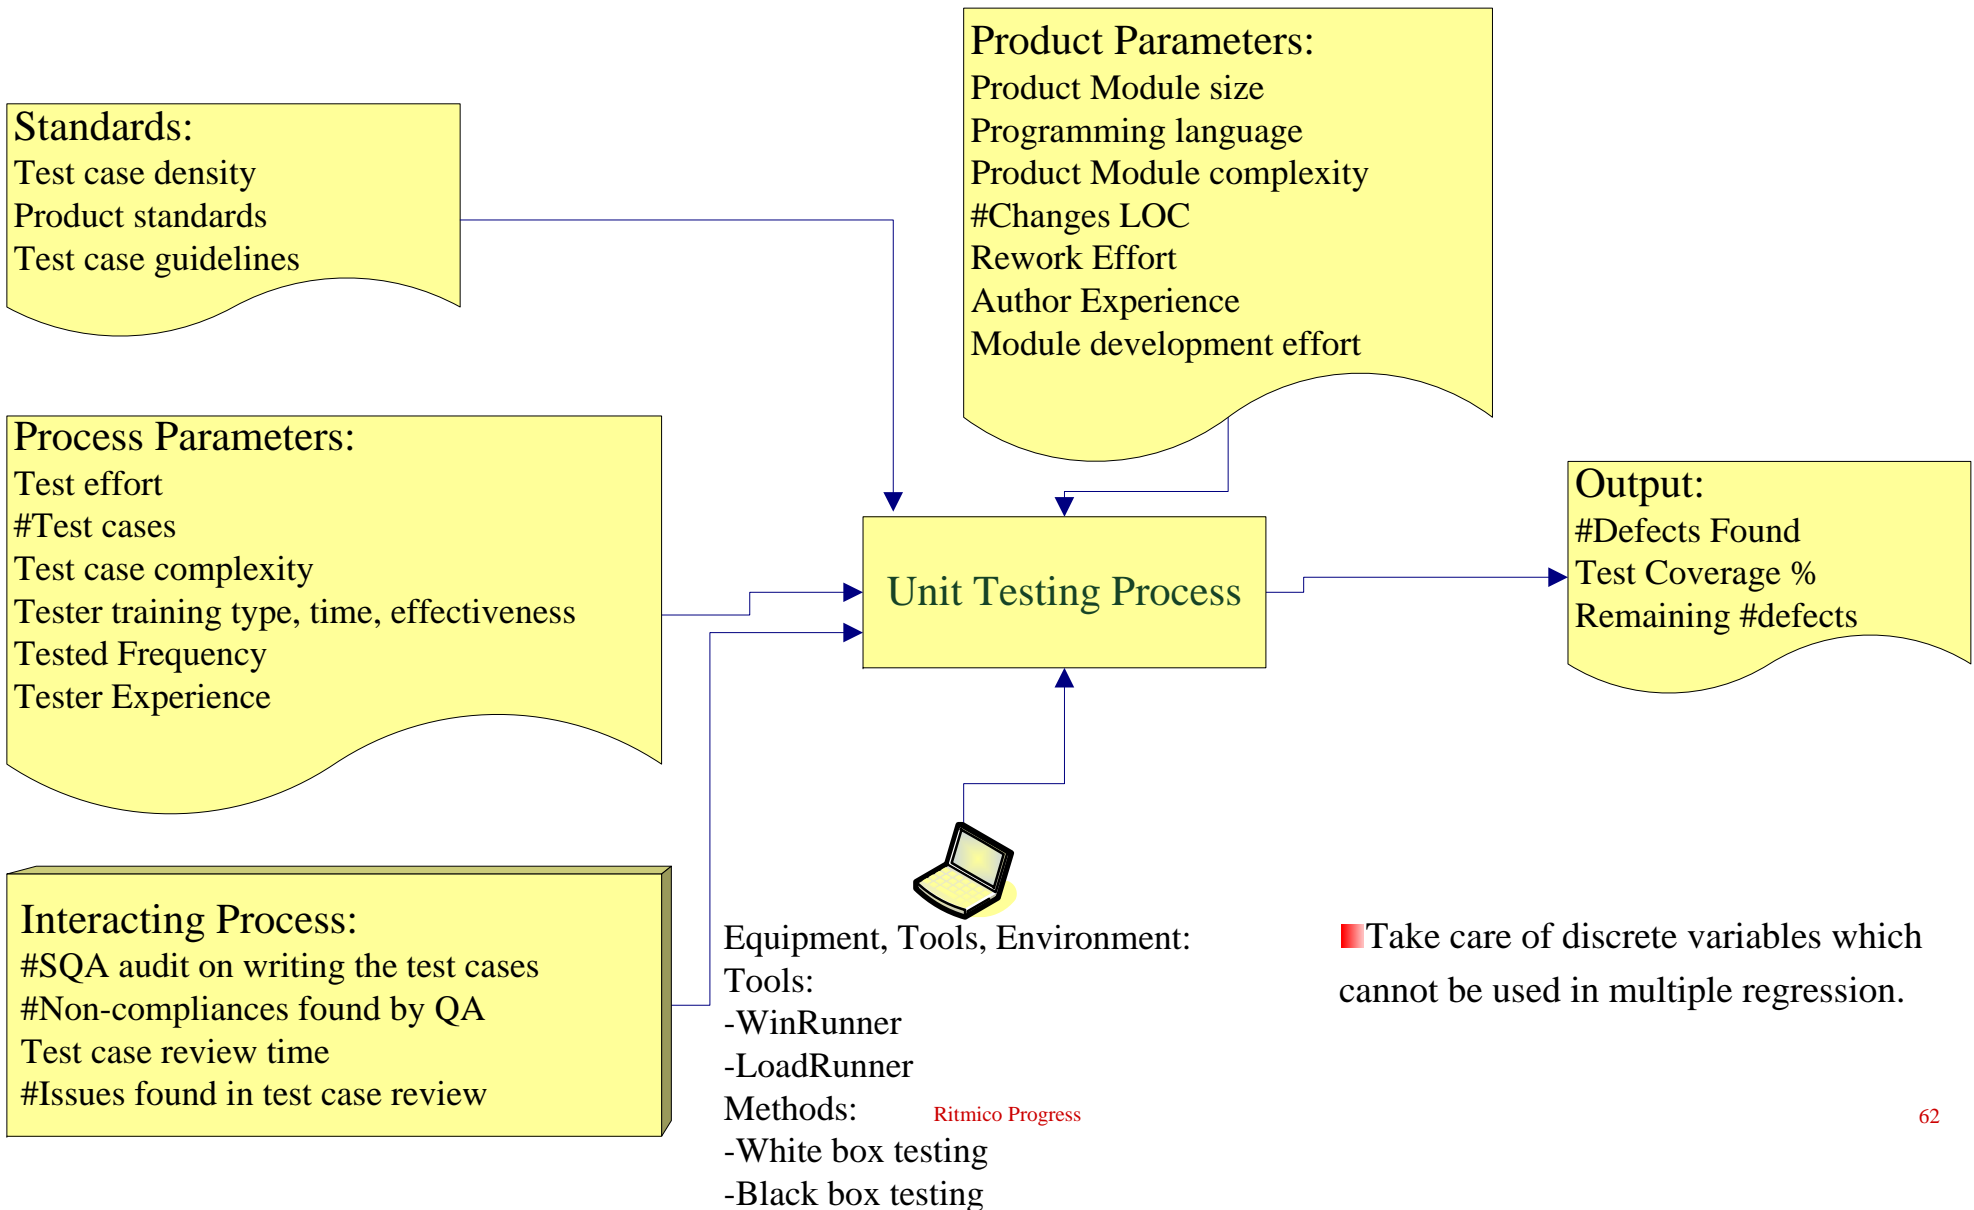 Product Parameters:
Product Module size
Programming language
Product Module complexity
#Changes LOC
Rework Effort
Author Experience
Module development effort
Standards:
Test case density
Product standards
Test case guidelines
Process Parameters:
Test effort
#Test cases
Test case complexity
Tester training type, time, effectiveness
Tested Frequency
Tester Experience
Unit Testing Process
Output:
#Defects Found
Test Coverage %
Remaining #defects
Interacting Process:
#SQA audit on writing the test cases
#Non-compliances found by QA
Test case review time
#Issues found in test case review
Equipment, Tools, Environment:
Tools:
-WinRunner
-LoadRunner
Methods:
-White box testing
-Black box testing
Take care of discrete variables which
cannot be used in multiple regression.
Ritmico Progress
62